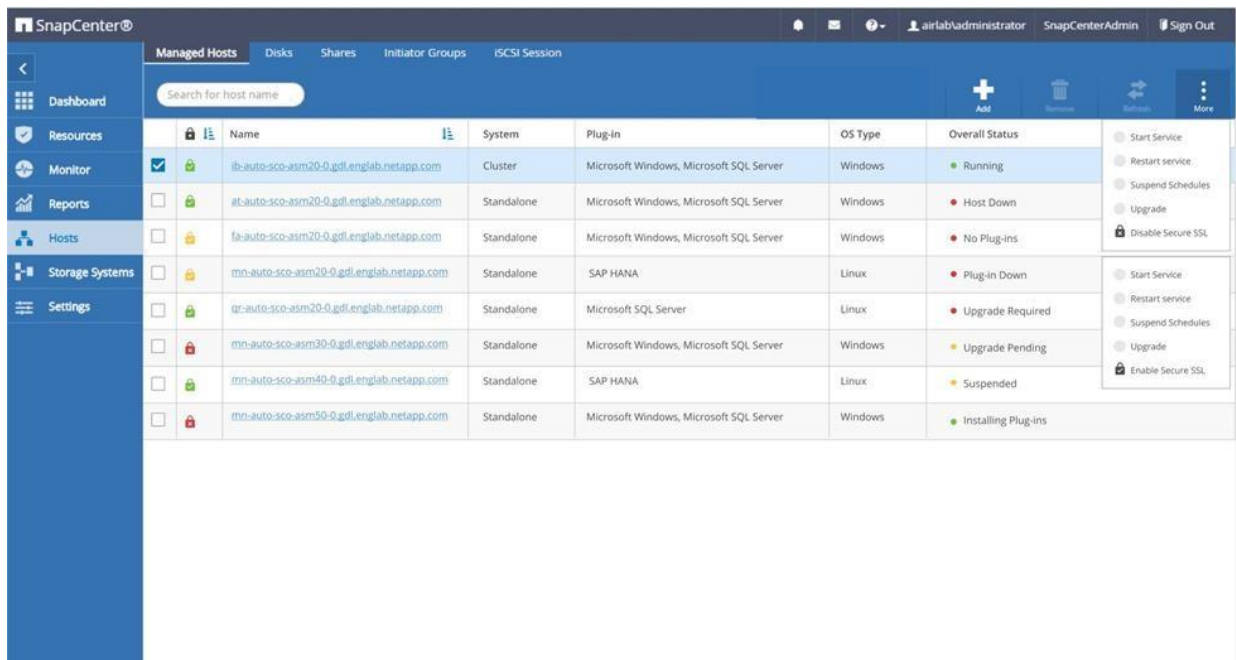 SnapCenter®
airlab\administrator SnapCenterAdmin Sign Out
Managed Hosts Disks Shares Initiator Groups iSCSI Session
Search for host name
Add Remove Refresh More
Dashboard
Resources
Monitor
Reports
Hosts
Storage Systems
Settings
Name System Plug-in OS Type Overall Status
ib-auto-sco-asm20-0.gdl.englab.netapp.com Cluster Microsoft Windows, Microsoft SQL Server Windows Running
at-auto-sco-asm20-0.gdl.englab.netapp.com Standalone Microsoft Windows, Microsoft SQL Server Windows Host Down
fa-auto-sco-asm20-0.gdl.englab.netapp.com Standalone Microsoft Windows, Microsoft SQL Server Windows No Plug-ins
mn-auto-sco-asm20-0.gdl.englab.netapp.com Standalone SAP HANA Linux Plug-in Down
qr-auto-sco-asm20-0.gdl.englab.netapp.com Standalone Microsoft SQL Server Linux Upgrade Required
mn-auto-sco-asm30-0.gdl.englab.netapp.com Standalone Microsoft Windows, Microsoft SQL Server Windows Upgrade Pending
mn-auto-sco-asm40-0.gdl.englab.netapp.com Standalone SAP HANA Linux Suspended
mn-auto-sco-asm50-0.gdl.englab.netapp.com Standalone Microsoft Windows, Microsoft SQL Server Windows Installing Plug-ins
Start Service
Restart service
Suspend Schedules
Upgrade
Disable Secure SSL
Start Service
Restart service
Suspend Schedules
Upgrade
Enable Secure SSL